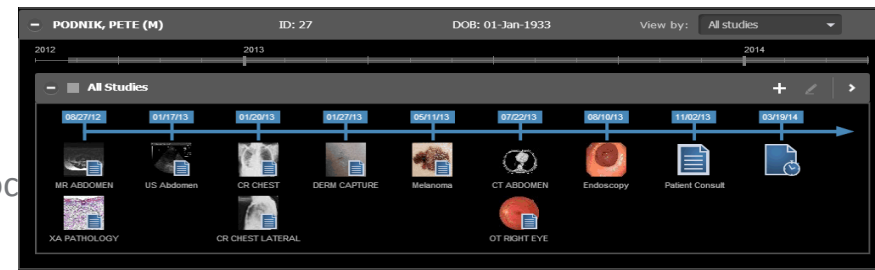 PODNIK, PETE (M) ID: 27 DOB: 01-Jan-1933 View by: All studies
2012 2013 2014
All Studies
08/27/12 01/17/13 01/20/13 01/27/13 05/11/13 07/22/13 08/10/13 11/02/13 03/19/14
MR ABDOMEN US Abdomen CR CHEST DERM CAPTURE Melanoma CT ABDOMEN Endoscopy Patient Consult
XA PATHOLOGY CR CHEST LATERAL OT RIGHT EYE